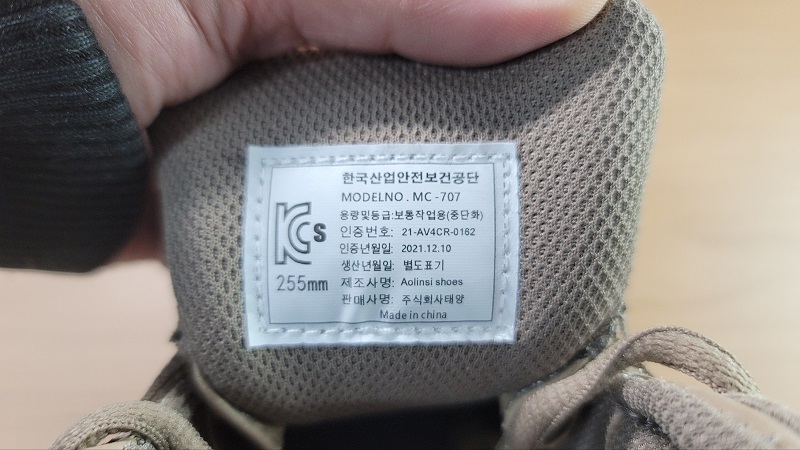 한국산업안전보건공단
MODELNO. MC-707
용량및등급:보통작업용(중단화)
인증번호: 21-AV4CR-0162
인증년월일: 2021.12.10
생산년월일: 별도표기
제조사명: Aolinsi shoes
판매사명: 주식회사태양
Made in china
KCs
255mm